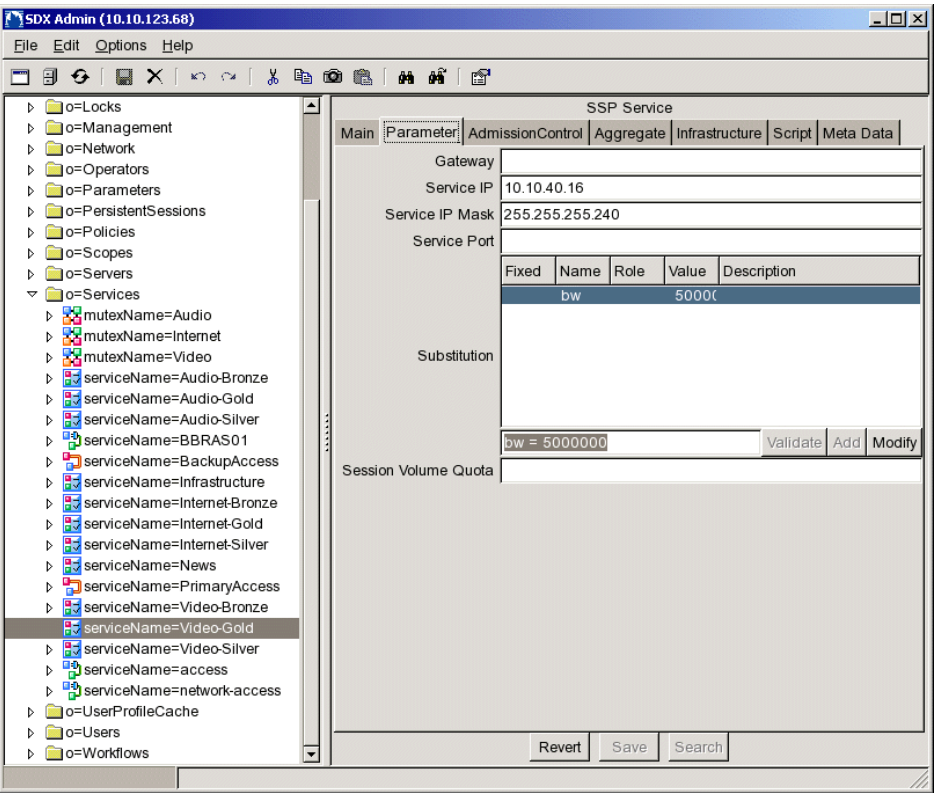 SDX Admin (10.10.123.68)
File Edit Options Help
o=Locks
o=Management
o=Network
o=Operators
o=Parameters
o=PersistentSessions
o=Policies
o=Scopes
o=Servers
o=Services
mutexName=Audio
mutexName=Internet
mutexName=Video
serviceName=Audio-Bronze
serviceName=Audio-Gold
serviceName=Audio-Silver
serviceName=BBRAS01
serviceName=BackupAccess
serviceName=Infrastructure
serviceName=Internet-Bronze
serviceName=Internet-Gold
serviceName=Internet-Silver
serviceName=News
serviceName=PrimaryAccess
serviceName=Video-Bronze
serviceName=Video-Gold
serviceName=Video-Silver
serviceName=access
serviceName=network-access
o=UserProfileCache
o=Users
o=Workflows
SSP Service
Main Parameter AdmissionControl Aggregate Infrastructure Script Meta Data
Gateway
Service IP 10.10.40.16
Service IP Mask 255.255.255.240
Service Port
Fixed Name Role Value Description
bw 5000(
Substitution
bw = 5000000 Validate Add Modify
Session Volume Quota
Revert Save Search